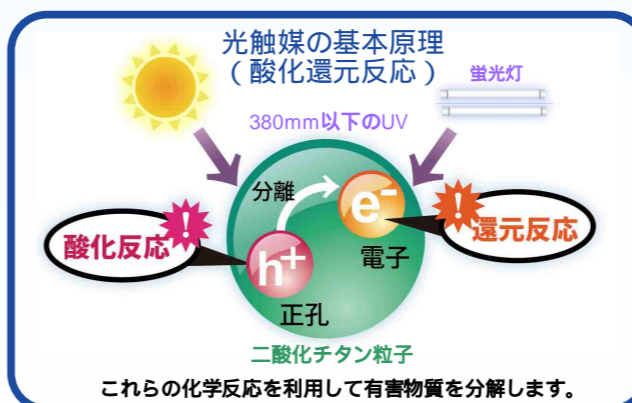 光触媒の基本原理
(酸化還元反応)
蛍光灯
380mm以下のUV
分離
e⁻
酸化反応
!
!
還元反応
h⁺
電子
正孔
二酸化チタン粒子
これらの化学反応を利用して有害物質を分解します。